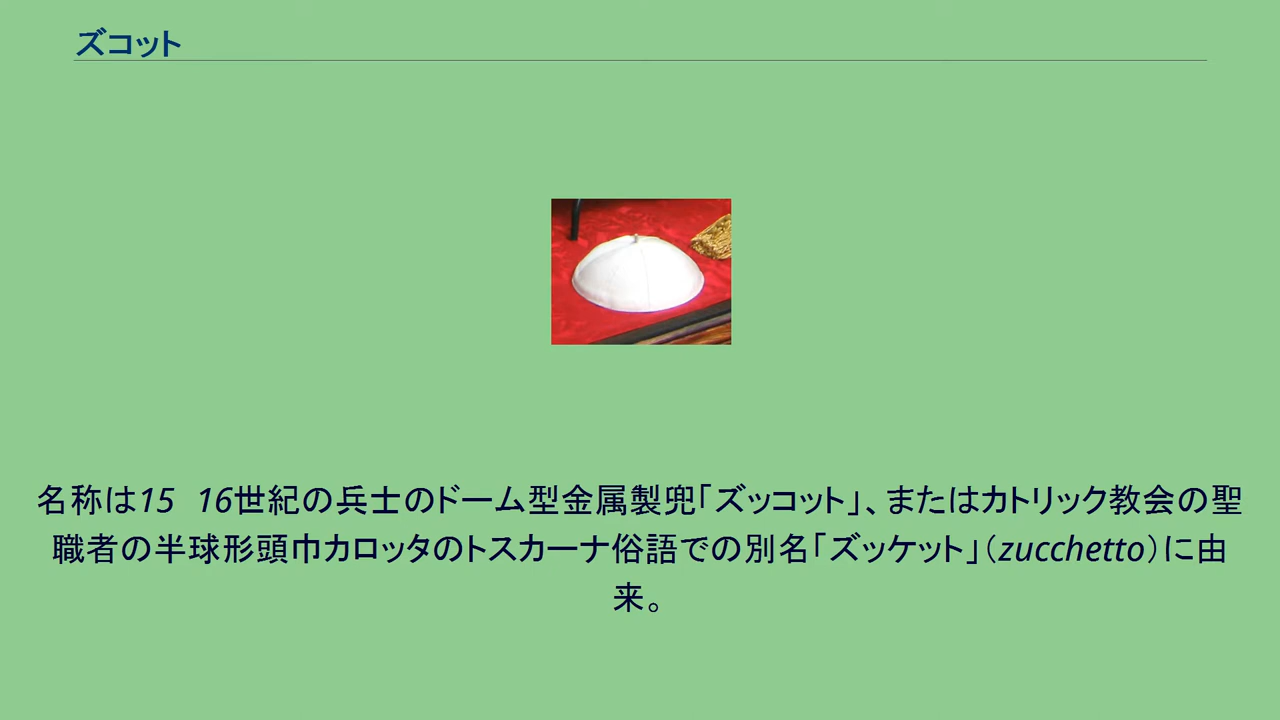 ズコット
名称は15  16世紀の兵士のドーム型金属製兜「ズッコット」、またはカトリック教会の聖
職者の半球形頭巾カロッタのトスカーナ俗語での別名「ズッケット」（zucchetto）に由
来。